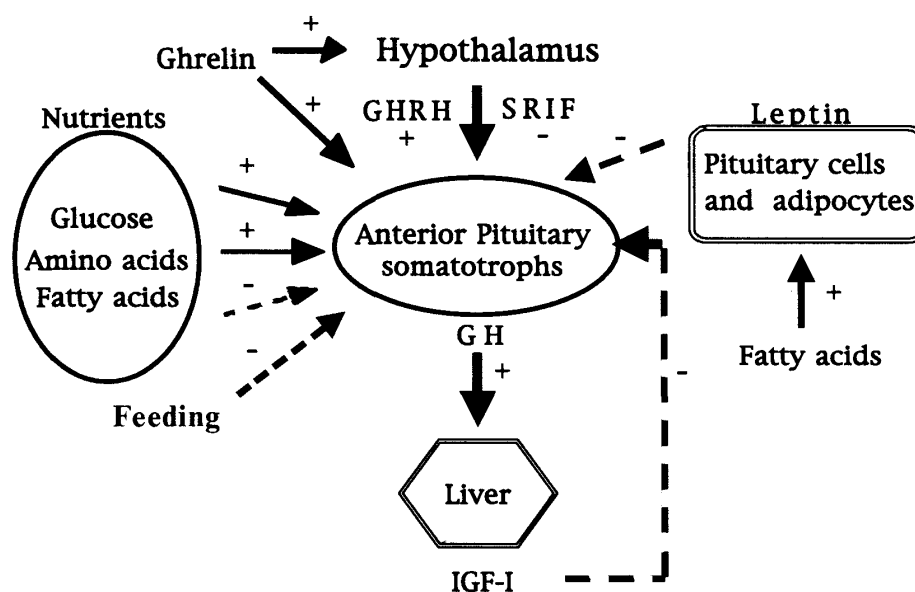 +
Ghrelin
Hypothalamus
+
GHRH
SRIF
+
-
-
Nutrients
Leptin
+
Glucose
Amino acids
Fatty acids
+
-
-
Anterior Pituitary
somatotrophs
Pituitary cells
and adipocytes
GH
+
+
Fatty acids
-
Feeding
Liver
IGF-I